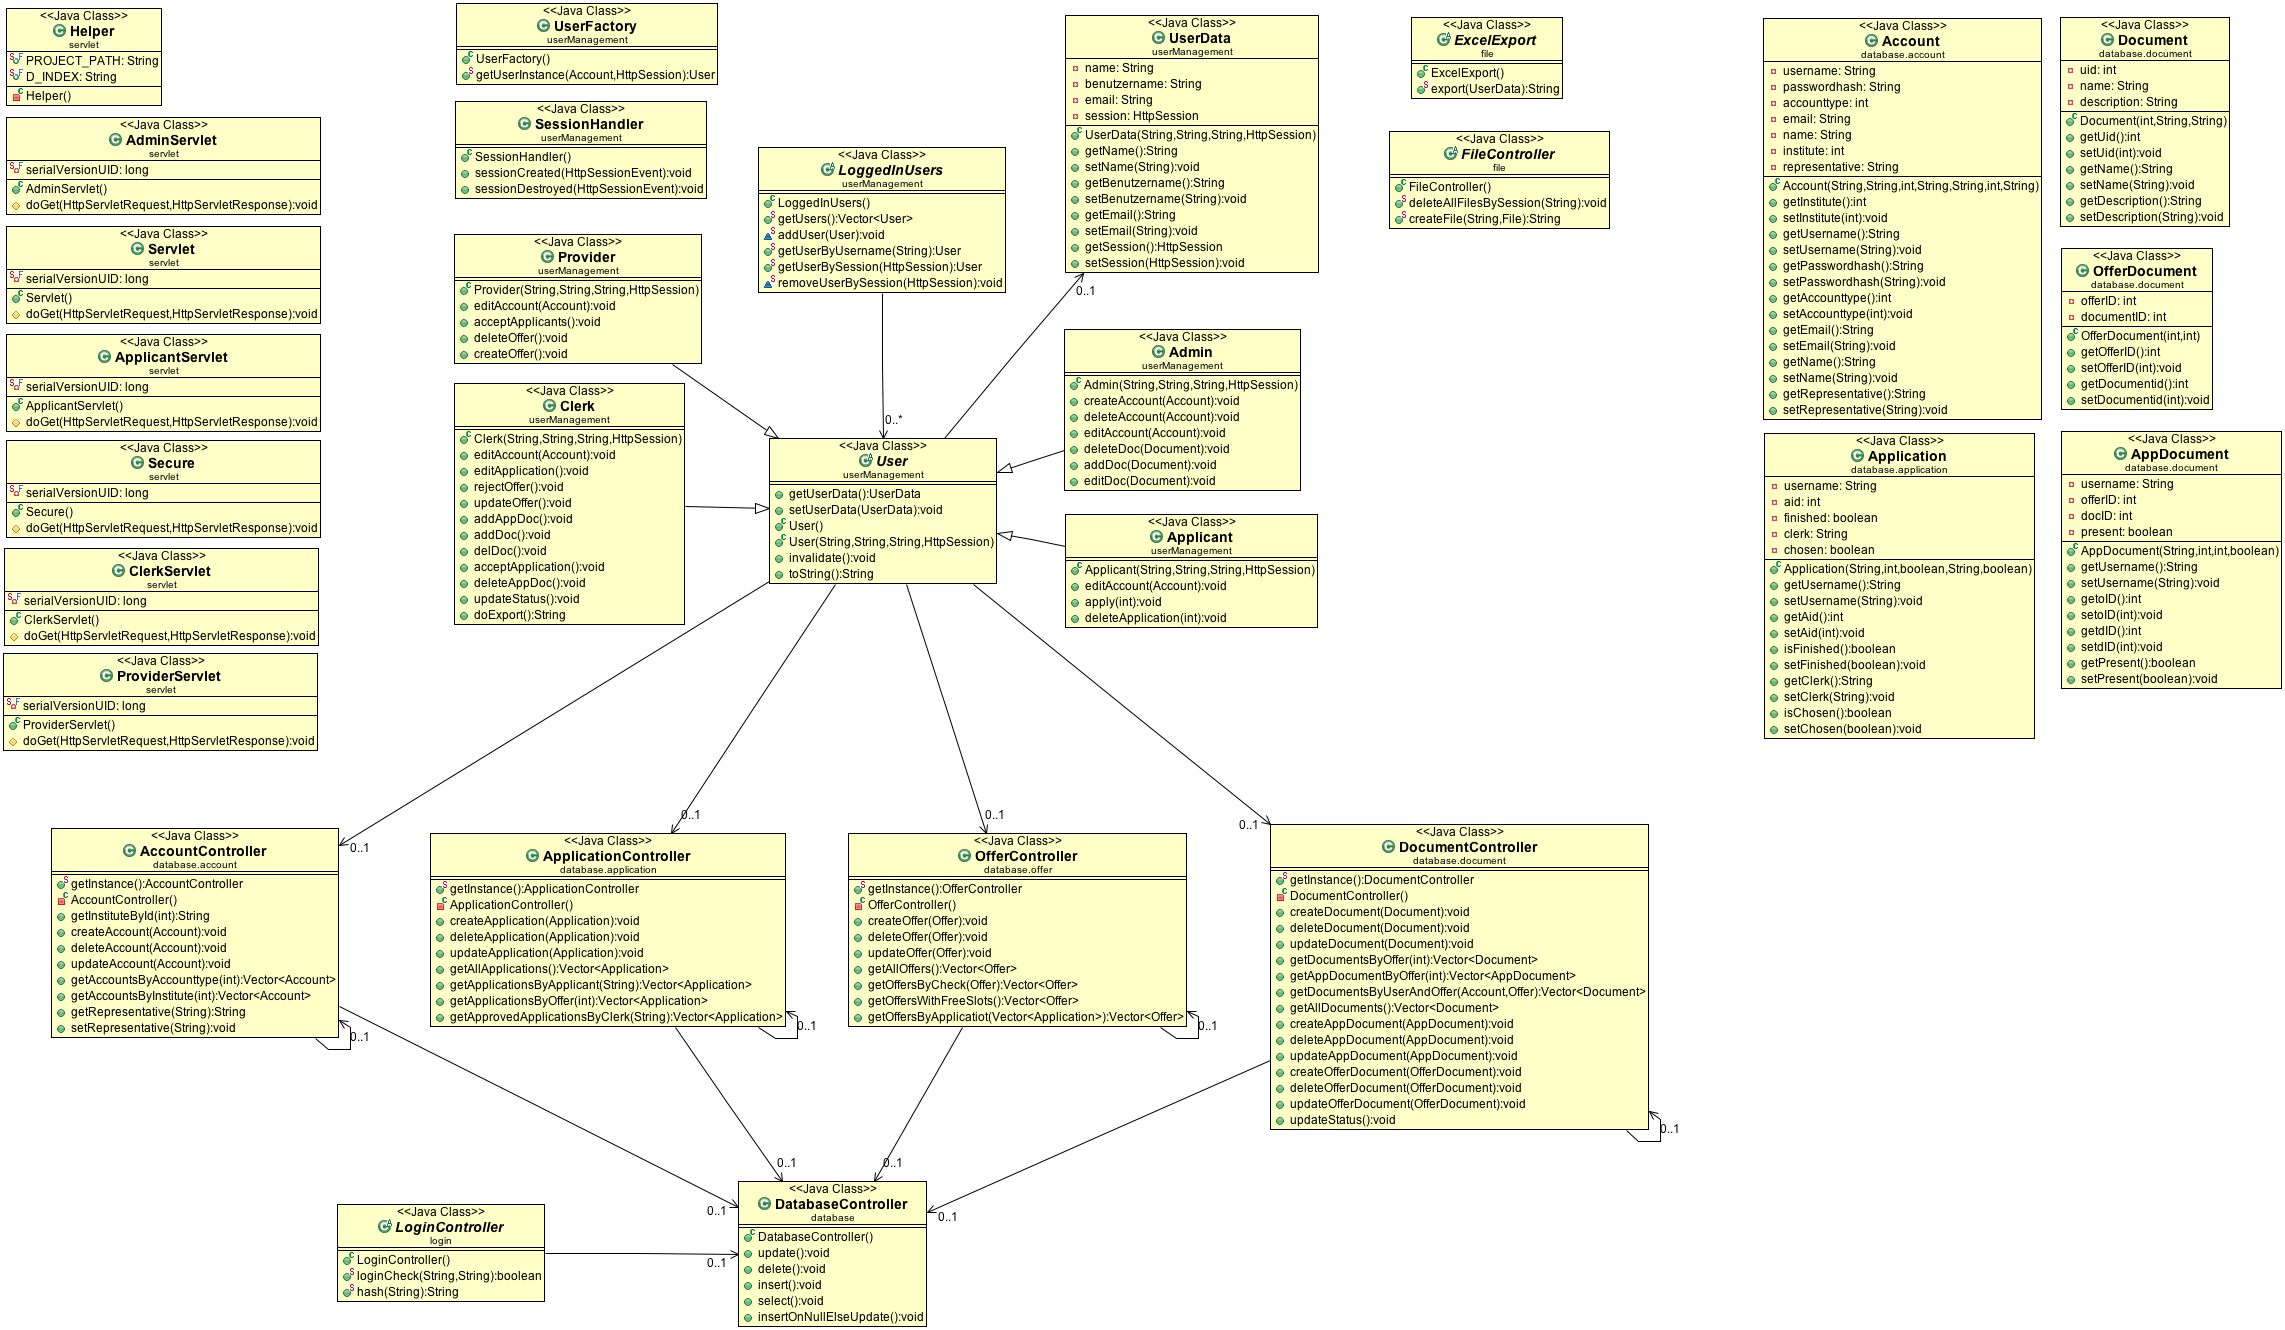 <<Java Class>>
Helper
servlet
PROJECT_PATH: String
D_INDEX: String
Helper()
<<Java Class>>
AdminServlet
servlet
serialVersionUID: long
AdminServlet()
doGet(HttpServletRequest,HttpServletResponse):void
<<Java Class>>
Servlet
servlet
serialVersionUID: long
Servlet()
doGet(HttpServletRequest,HttpServletResponse):void
<<Java Class>>
ApplicantServlet
servlet
serialVersionUID: long
ApplicantServlet()
doGet(HttpServletRequest,HttpServletResponse):void
<<Java Class>>
Secure
servlet
serialVersionUID: long
Secure()
doGet(HttpServletRequest,HttpServletResponse):void
<<Java Class>>
ClerkServlet
servlet
serialVersionUID: long
ClerkServlet()
doGet(HttpServletRequest,HttpServletResponse):void
<<Java Class>>
ProviderServlet
servlet
serialVersionUID: long
ProviderServlet()
doGet(HttpServletRequest,HttpServletResponse):void
<<Java Class>>
UserFactory
userManagement
UserFactory()
getUserInstance(Account,HttpSession):User
<<Java Class>>
SessionHandler
userManagement
SessionHandler()
sessionCreated(HttpSessionEvent):void
sessionDestroyed(HttpSessionEvent):void
<<Java Class>>
Provider
userManagement
Provider(String,String,String,HttpSession)
editAccount(Account):void
acceptApplicants():void
deleteOffer():void
createOffer():void
<<Java Class>>
Clerk
userManagement
Clerk(String,String,String,HttpSession)
editAccount(Account):void
editApplication():void
rejectOffer():void
updateOffer():void
addAppDoc():void
addDoc():void
delDoc():void
acceptApplication():void
deleteAppDoc():void
updateStatus():void
doExport():String
<<Java Class>>
LoggedInUsers
userManagement
LoggedInUsers()
getUsers():Vector<User>
addUser(User):void
getUserByUsername(String):User
getUserBySession(HttpSession):User
removeUserBySession(HttpSession):void
0..*
<<Java Class>>
User
userManagement
getUserData():UserData
setUserData(UserData):void
User()
User(String,String,String,HttpSession)
invalidate():void
toString():String
<<Java Class>>
UserData
userManagement
name: String
benutzername: String
email: String
session: HttpSession
UserData(String,String,String,HttpSession)
getName():String
setName(String):void
getBenutzername():String
setBenutzername(String):void
getEmail():String
setEmail(String):void
getSession():HttpSession
setSession(HttpSession):void
0..1
<<Java Class>>
Admin
userManagement
Admin(String,String,String,HttpSession)
createAccount(Account):void
deleteAccount(Account):void
editAccount(Account):void
deleteDoc(Document):void
addDoc(Document):void
editDoc(Document):void
<<Java Class>>
Applicant
userManagement
Applicant(String,String,String,HttpSession)
editAccount(Account):void
apply(int):void
deleteApplication(int):void
<<Java Class>>
ExcelExport
file
ExcelExport()
export(UserData):String
<<Java Class>>
FileController
file
FileController()
deleteAllFilesBySession(String):void
createFile(String,File):String
<<Java Class>>
Account
database.account
username: String
passwordhash: String
accounttype: int
email: String
name: String
institute: int
representative: String
Account(String,String,int,String,String,int,String)
getInstitute():int
setInstitute(int):void
getUsername():String
setUsername(String):void
getPasswordhash():String
setPasswordhash(String):void
getAccounttype():int
setAccounttype(int):void
getEmail():String
setEmail(String):void
getName():String
setName(String):void
getRepresentative():String
setRepresentative(String):void
<<Java Class>>
Application
database.application
username: String
aid: int
finished: boolean
clerk: String
chosen: boolean
Application(String,int,boolean,String,boolean)
getUsername():String
setUsername(String):void
getAid():int
setAid(int):void
isFinished():boolean
setFinished(boolean):void
getClerk():String
setClerk(String):void
isChosen():boolean
setChosen(boolean):void
<<Java Class>>
Document
database.document
uid: int
name: String
description: String
Document(int,String,String)
getUid():int
setUid(int):void
getName():String
setName(String):void
getDescription():String
setDescription(String):void
<<Java Class>>
OfferDocument
database.document
offerID: int
documentID: int
OfferDocument(int,int)
getOfferID():int
setOfferID(int):void
getDocumentid():int
setDocumentid(int):void
<<Java Class>>
AppDocument
database.document
username: String
offerID: int
docID: int
present: boolean
AppDocument(String,int,int,boolean)
getUsername():String
setUsername(String):void
getoID():int
setoID(int):void
getdID():int
setdID(int):void
getPresent():boolean
setPresent(boolean):void
0..1
<<Java Class>>
AccountController
database.account
getInstance():AccountController
AccountController()
getInstituteById(int):String
createAccount(Account):void
deleteAccount(Account):void
updateAccount(Account):void
getAccountsByAccounttype(int):Vector<Account>
getAccountsByInstitute(int):Vector<Account>
getRepresentative(String):String
setRepresentative(String):void
0..1
0..1
<<Java Class>>
ApplicationController
database.application
getInstance():ApplicationController
ApplicationController()
createApplication(Application):void
deleteApplication(Application):void
updateApplication(Application):void
getAllApplications():Vector<Application>
getApplicationsByApplicant(String):Vector<Application>
getApplicationsByOffer(int):Vector<Application>
getApprovedApplicationsByClerk(String):Vector<Application>
0..1
0..1
<<Java Class>>
OfferController
database.offer
getInstance():OfferController
OfferController()
createOffer(Offer):void
deleteOffer(Offer):void
updateOffer(Offer):void
getAllOffers():Vector<Offer>
getOffersByCheck(Offer):Vector<Offer>
getOffersWithFreeSlots():Vector<Offer>
getOffersByApplicatiot(Vector<Application>):Vector<Offer>
0..1
0..1
<<Java Class>>
DocumentController
database.document
getInstance():DocumentController
DocumentController()
createDocument(Document):void
deleteDocument(Document):void
updateDocument(Document):void
getDocumentsByOffer(int):Vector<Document>
getAppDocumentByOffer(int):Vector<AppDocument>
getDocumentsByUserAndOffer(Account,Offer):Vector<Document>
getAllDocuments():Vector<Document>
createAppDocument(AppDocument):void
deleteAppDocument(AppDocument):void
updateAppDocument(AppDocument):void
createOfferDocument(OfferDocument):void
deleteOfferDocument(OfferDocument):void
updateOfferDocument(OfferDocument):void
updateStatus():void
0..1
<<Java Class>>
LoginController
login
LoginController()
loginCheck(String,String):boolean
hash(String):String
0..1
0..1
0..1
0..1
0..1
<<Java Class>>
DatabaseController
database
DatabaseController()
update():void
delete():void
insert():void
select():void
insertOnNullElseUpdate():void